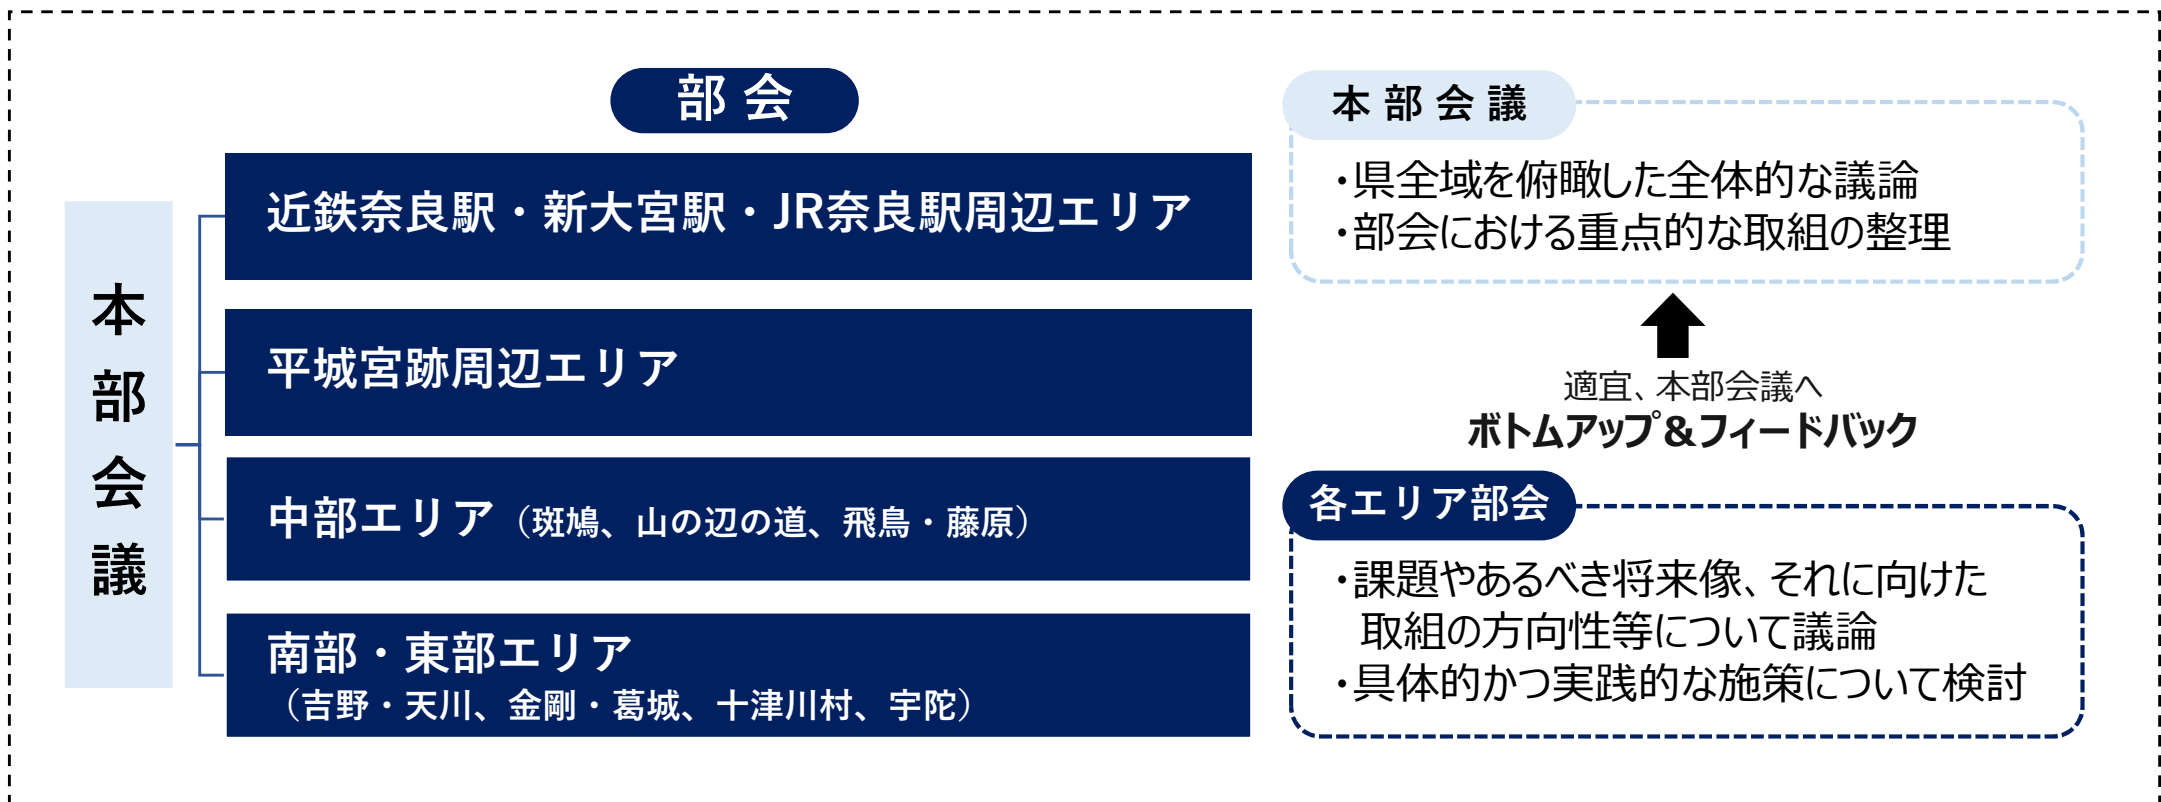 部会
本部会議
近鉄奈良駅・新大宮駅・JR奈良駅周辺エリア
平城宮跡周辺エリア
中部エリア（斑鳩、山の辺の道、飛鳥・藤原）
南部・東部エリア
（吉野・天川、金剛・葛城、十津川村、宇陀）
本部会議
・県全域を俯瞰した全体的な議論
・部会における重点的な取組の整理
適宜、本部会議へ
ボトムアップ＆フィードバック
各エリア部会
・課題やあるべき将来像、それに向けた
取組の方向性等について議論
・具体的かつ実践的な施策について検討